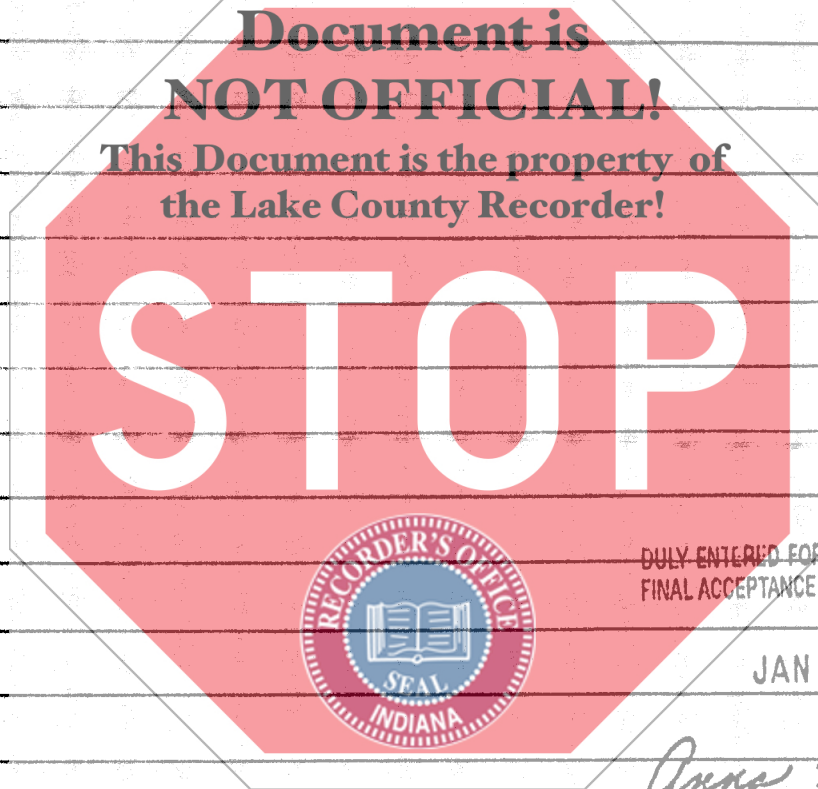 Document is
NOT OFFICIAL!
This Document is the property of
the Lake County Recorder!
STOP
RECORDER'S OFFICE
SEAL
INDIANA
DULY ENTERED FOR
FINAL ACCEPTANCE
JAN
Anna